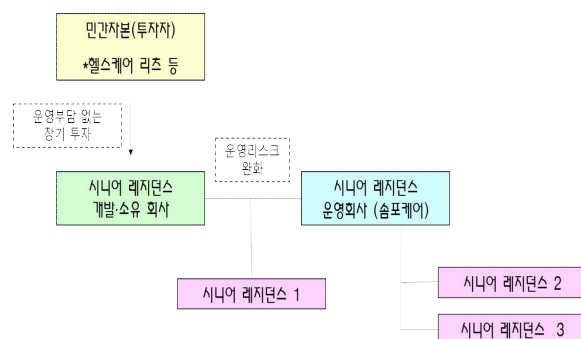 민간자본(투자자)
*헬스케어 리츠 등
운영부담 없는
장기 투자
운영리스크
완화
시니어 레지던스
개발·소유 회사
시니어 레지던스
운영회사 (솜포케어)
시니어 레지던스 1
시니어 레지던스 2
시니어 레지던스 3